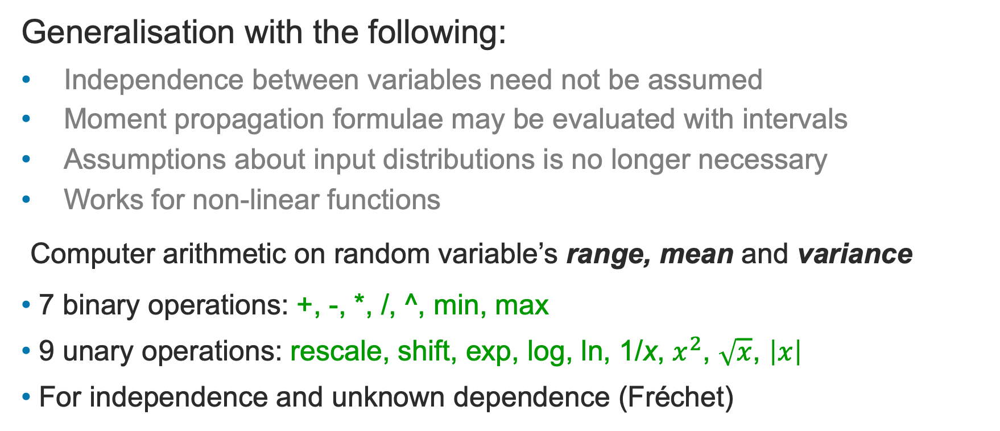 Generalisation with the following:
• Independence between variables need not be assumed
• Moment propagation formulae may be evaluated with intervals
• Assumptions about input distributions is no longer necessary
• Works for non-linear functions
Computer arithmetic on random variable’s range, mean and variance
• 7 binary operations: +, -, *, /, ^, min, max
• 9 unary operations: rescale, shift, exp, log, ln, 1/x, x², √x, |x|
• For independence and unknown dependence (Fréchet)